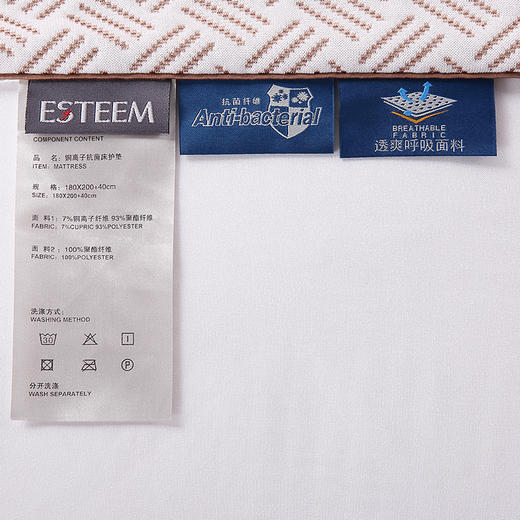 ESTEEM
COMPONENT CONTENT
品 名：铜离子抗菌床护垫
ITEM: MATTRESS
规 格：180X200+40cm
SIZE: 180X200+40cm
面 料1：7%铜离子纤维 93%聚酯纤维
FABRIC: 7%CUPRIC 93%POLYESTER
面 料2：100%聚酯纤维
FABRIC: 100%POLYESTER
洗涤方式：
WASHING METHOD
30
P
分开洗涤
WASH SEPARATELY
抗菌纤维
Anti-bacterial
BREATHABLE
FABRIC
透爽呼吸面料